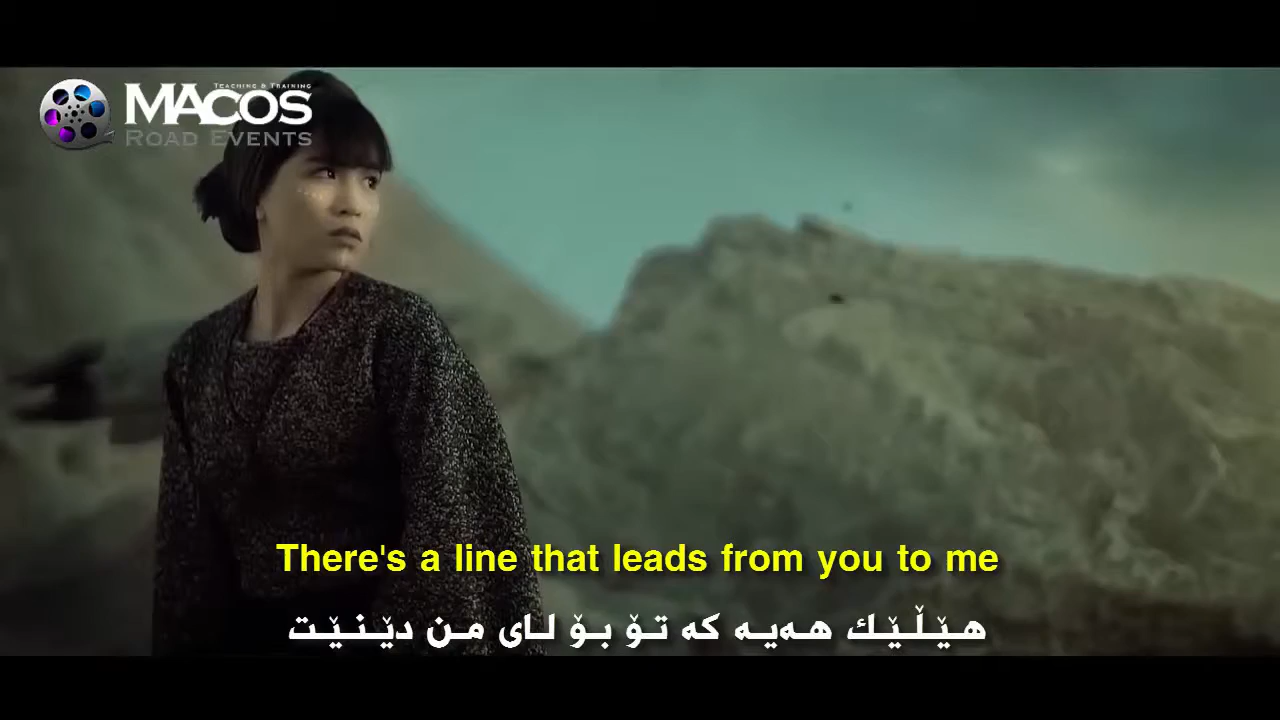 TEACHING & TRAINING
MACOS
ROAD EVENTS
There's a line that leads from you to me
هێڵێك هەیە کە تۆ بۆ لای من دێنێت